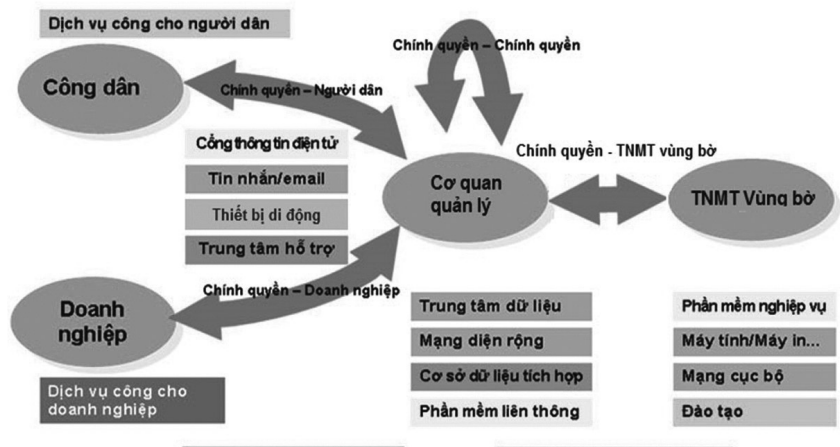 Dịch vụ công cho người dân
Chính quyền – Chính quyền
Công dân
Chính quyền – Người dân
Cổng thông tin điện tử
Tin nhắn/email
Thiết bị di động
Trung tâm hỗ trợ
Chính quyền - TNMT vùng bờ
Cơ quan
quản lý
TNMT Vùng bờ
Chính quyền – Doanh nghiệp
Doanh
nghiệp
Dịch vụ công cho
doanh nghiệp
Trung tâm dữ liệu
Mạng diện rộng
Cơ sở dữ liệu tích hợp
Phần mềm liên thông
Phần mềm nghiệp vụ
Máy tính/Máy in...
Mạng cục bộ
Đào tạo